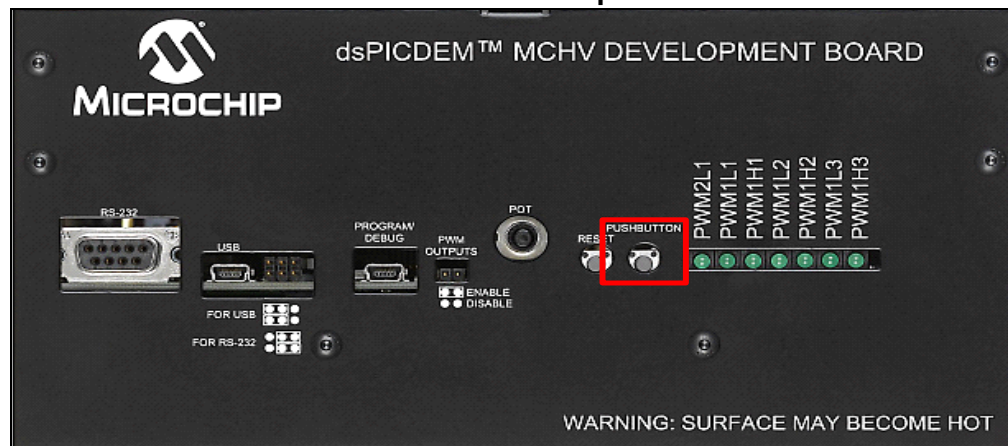 dsPICDEM™ MCHV DEVELOPMENT BOARD
MICROCHIP
RS-232
USB
PROGRAM/
DEBUG
PWM
OUTPUTS
POT
RESET
PUSHBUTTON
PWM2L1
PWM1L1
PWM1H1
PWM1L2
PWM1H2
PWM1L3
PWM1H3
ENABLE
DISABLE
FOR USB
FOR RS-232
WARNING: SURFACE MAY BECOME HOT